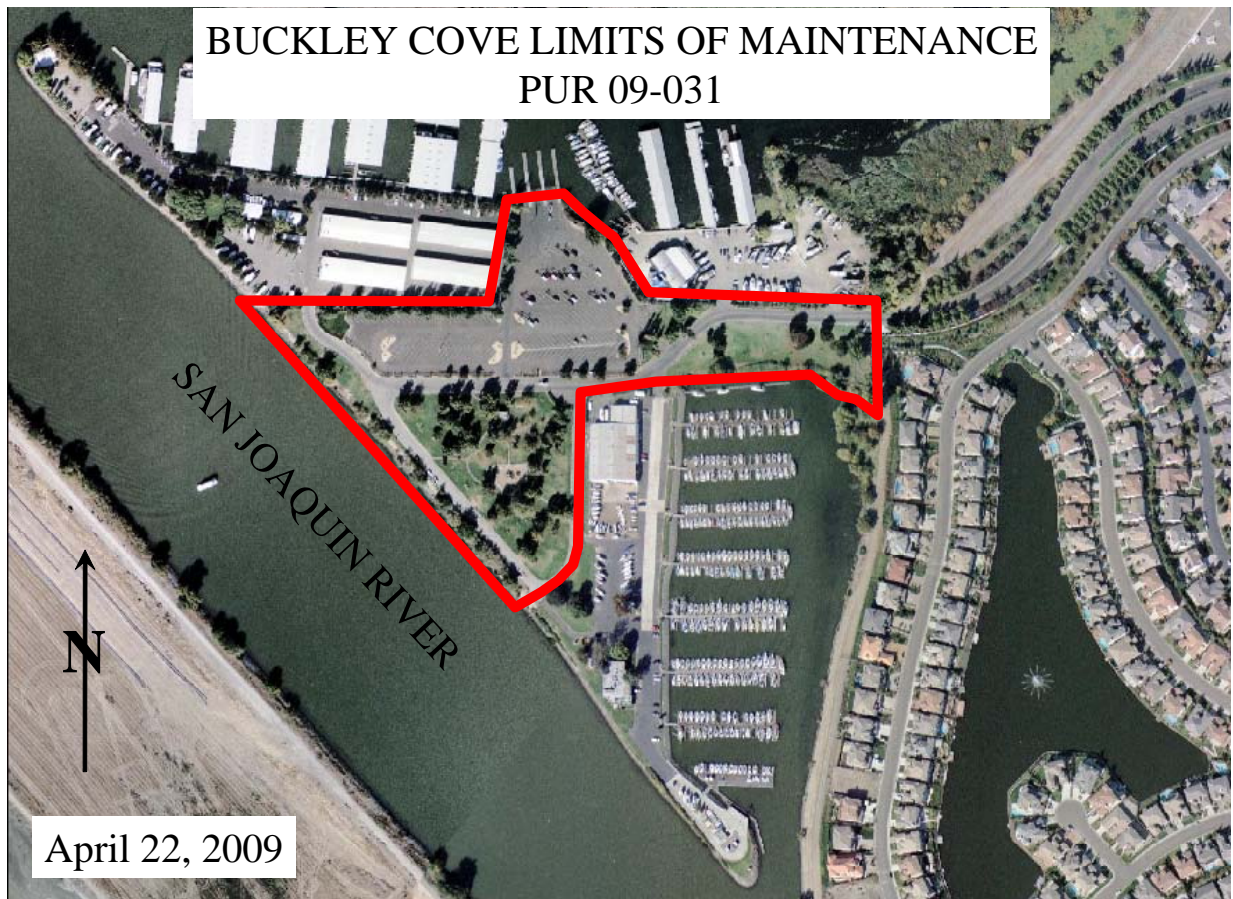 BUCKLEY COVE LIMITS OF MAINTENANCE
PUR 09-031
SAN JOAQUIN RIVER
N
April 22, 2009